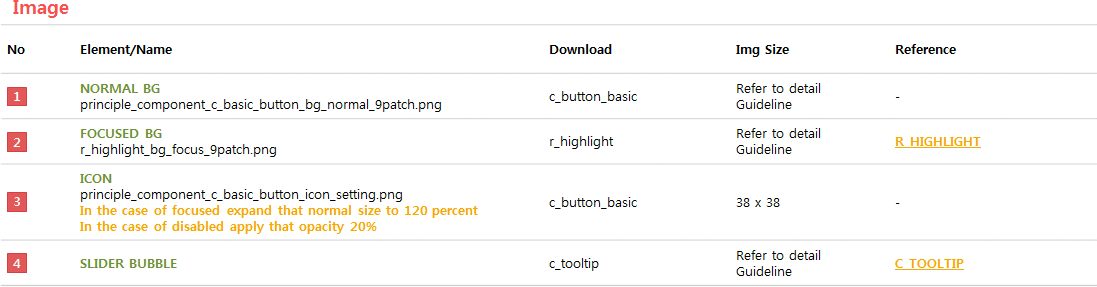 Image
No Element/Name Download Img Size Reference
1 NORMAL BG
principle_component_c_basic_button_bg_normal_9patch.png c_button_basic Refer to detail
Guideline -
2 FOCUSED BG
r_highlight_bg_focus_9patch.png r_highlight Refer to detail
Guideline R_HIGHLIGHT
3 ICON
principle_component_c_basic_button_icon_setting.png
In the case of focused expand that normal size to 120 percent
In the case of disabled apply that opacity 20% c_button_basic 38 x 38 -
4 SLIDER BUBBLE c_tooltip Refer to detail
Guideline C_TOOLTIP